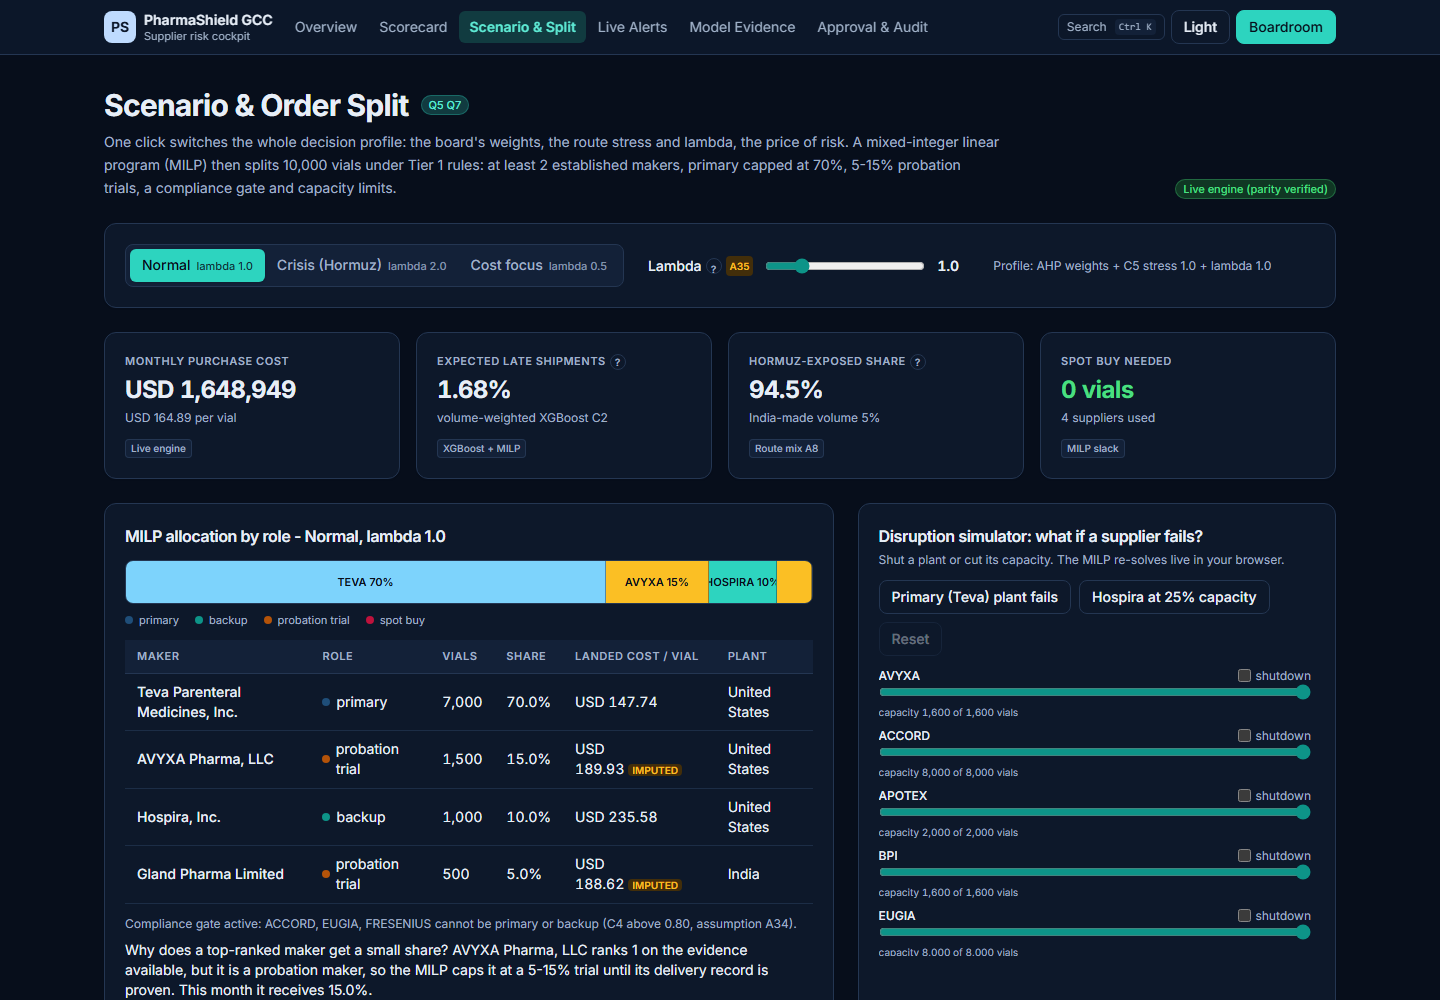 PS
PharmaShield GCC
Supplier risk cockpit
Overview
Scorecard
Scenario & Split
Live Alerts
Model Evidence
Approval & Audit
Search Ctrl K
Light
Boardroom
Scenario & Order Split
Q5 Q7
One click switches the whole decision profile: the board's weights, the route stress and lambda, the price of risk. A mixed-integer linear
program (MILP) then splits 10,000 vials under Tier 1 rules: at least 2 established makers, primary capped at 70%, 5-15% probation
trials, a compliance gate and capacity limits.
Live engine (parity verified)
Normal lambda 1.0
Crisis (Hormuz) lambda 2.0
Cost focus lambda 0.5
Lambda ? A35
1.0
Profile: AHP weights + C5 stress 1.0 + lambda 1.0
MONTHLY PURCHASE COST
USD 1,648,949
USD 164.89 per vial
Live engine
EXPECTED LATE SHIPMENTS ?
1.68%
volume-weighted XGBoost C2
XGBoost + MILP
HORMUZ-EXPOSED SHARE ?
94.5%
India-made volume 5%
Route mix A8
SPOT BUY NEEDED
0 vials
4 suppliers used
MILP slack
MILP allocation by role - Normal, lambda 1.0
TEVA 70%
AVYXA 15%
HOSPIRA 10%
primary
backup
probation trial
spot buy
MAKER ROLE VIALS SHARE LANDED COST / VIAL PLANT
Teva Parenteral
Medicines, Inc.
primary
7,000
70.0%
USD 147.74
United
States
AVYXA Pharma, LLC
probation
trial
1,500
15.0%
USD
189.93 IMPUTED
United
States
Hospira, Inc.
backup
1,000
10.0%
USD 235.58
United
States
Gland Pharma Limited
probation
trial
500
5.0%
USD
188.62 IMPUTED
India
Compliance gate active: ACCORD, EUGIA, FRESENIUS cannot be primary or backup (C4 above 0.80, assumption A34).
Why does a top-ranked maker get a small share? AVYXA Pharma, LLC ranks 1 on the evidence
available, but it is a probation maker, so the MILP caps it at a 5-15% trial until its delivery record is
proven. This month it receives 15.0%.
Disruption simulator: what if a supplier fails?
Shut a plant or cut its capacity. The MILP re-solves live in your browser.
Primary (Teva) plant fails
Hospira at 25% capacity
Reset
AVYXA shutdown
capacity 1,600 of 1,600 vials
ACCORD shutdown
capacity 8,000 of 8,000 vials
APOTEX shutdown
capacity 2,000 of 2,000 vials
BPI shutdown
capacity 1,600 of 1,600 vials
EUGIA shutdown
capacity 8,000 of 8,000 vials